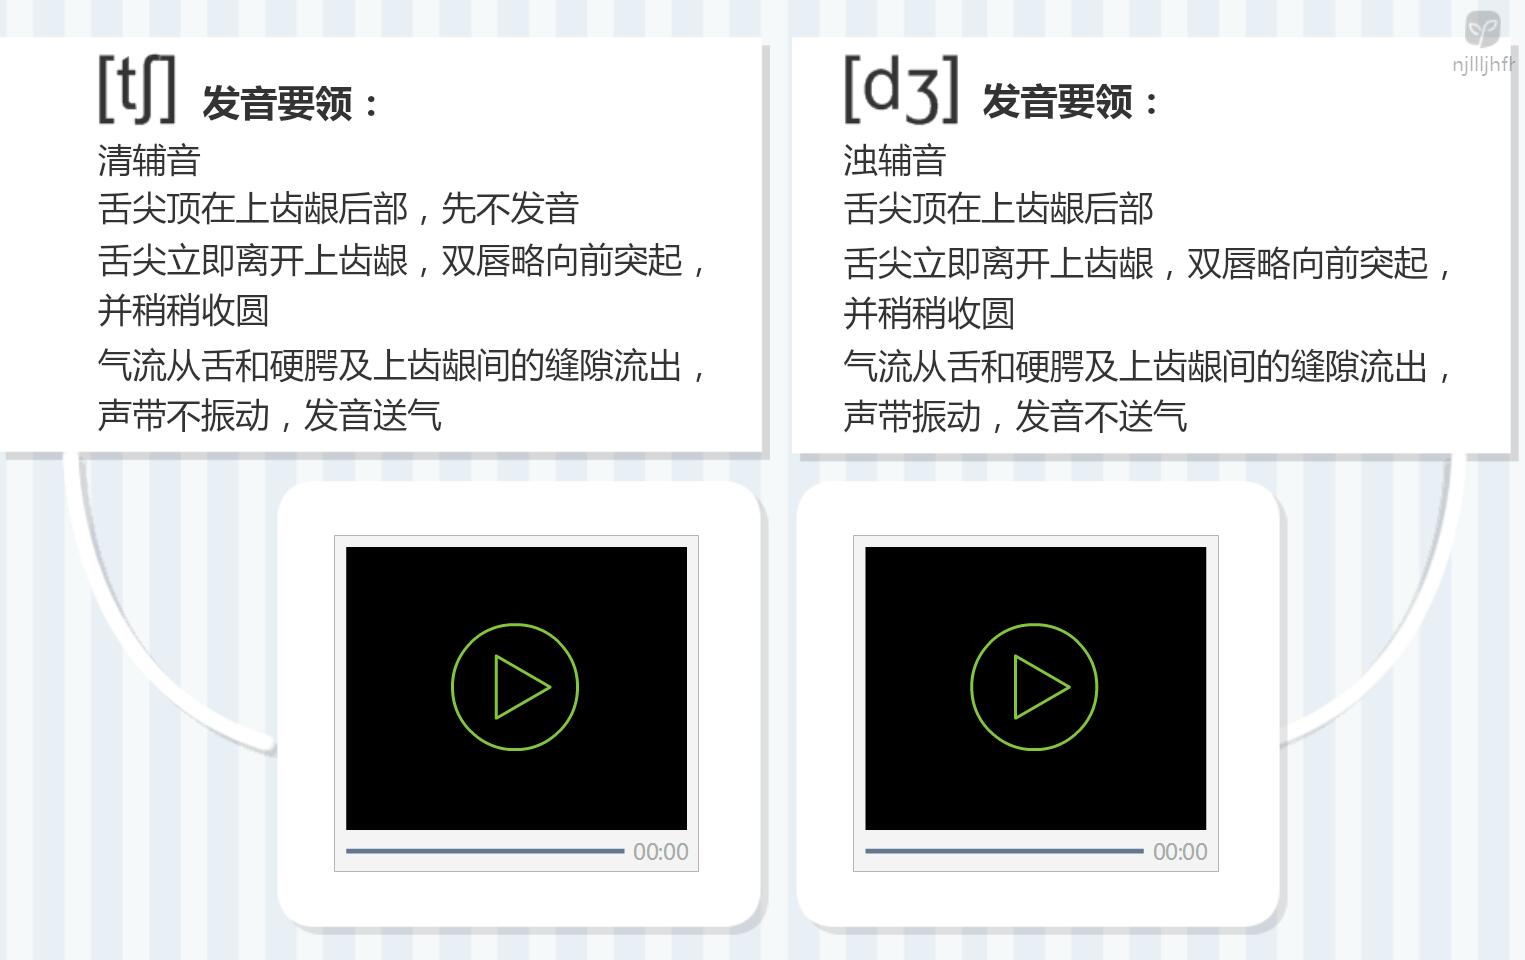 [tʃ] 发音要领：
清辅音
舌尖顶在上齿龈后部，先不发音
舌尖立即离开上齿龈，双唇略向前突起，
并稍稍收圆
气流从舌和硬腭及上齿龈间的缝隙流出，
声带不振动，发音送气
[dʒ] 发音要领：
浊辅音
舌尖顶在上齿龈后部
舌尖立即离开上齿龈，双唇略向前突起，
并稍稍收圆
气流从舌和硬腭及上齿龈间的缝隙流出，
声带振动，发音不送气
00:00
00:00